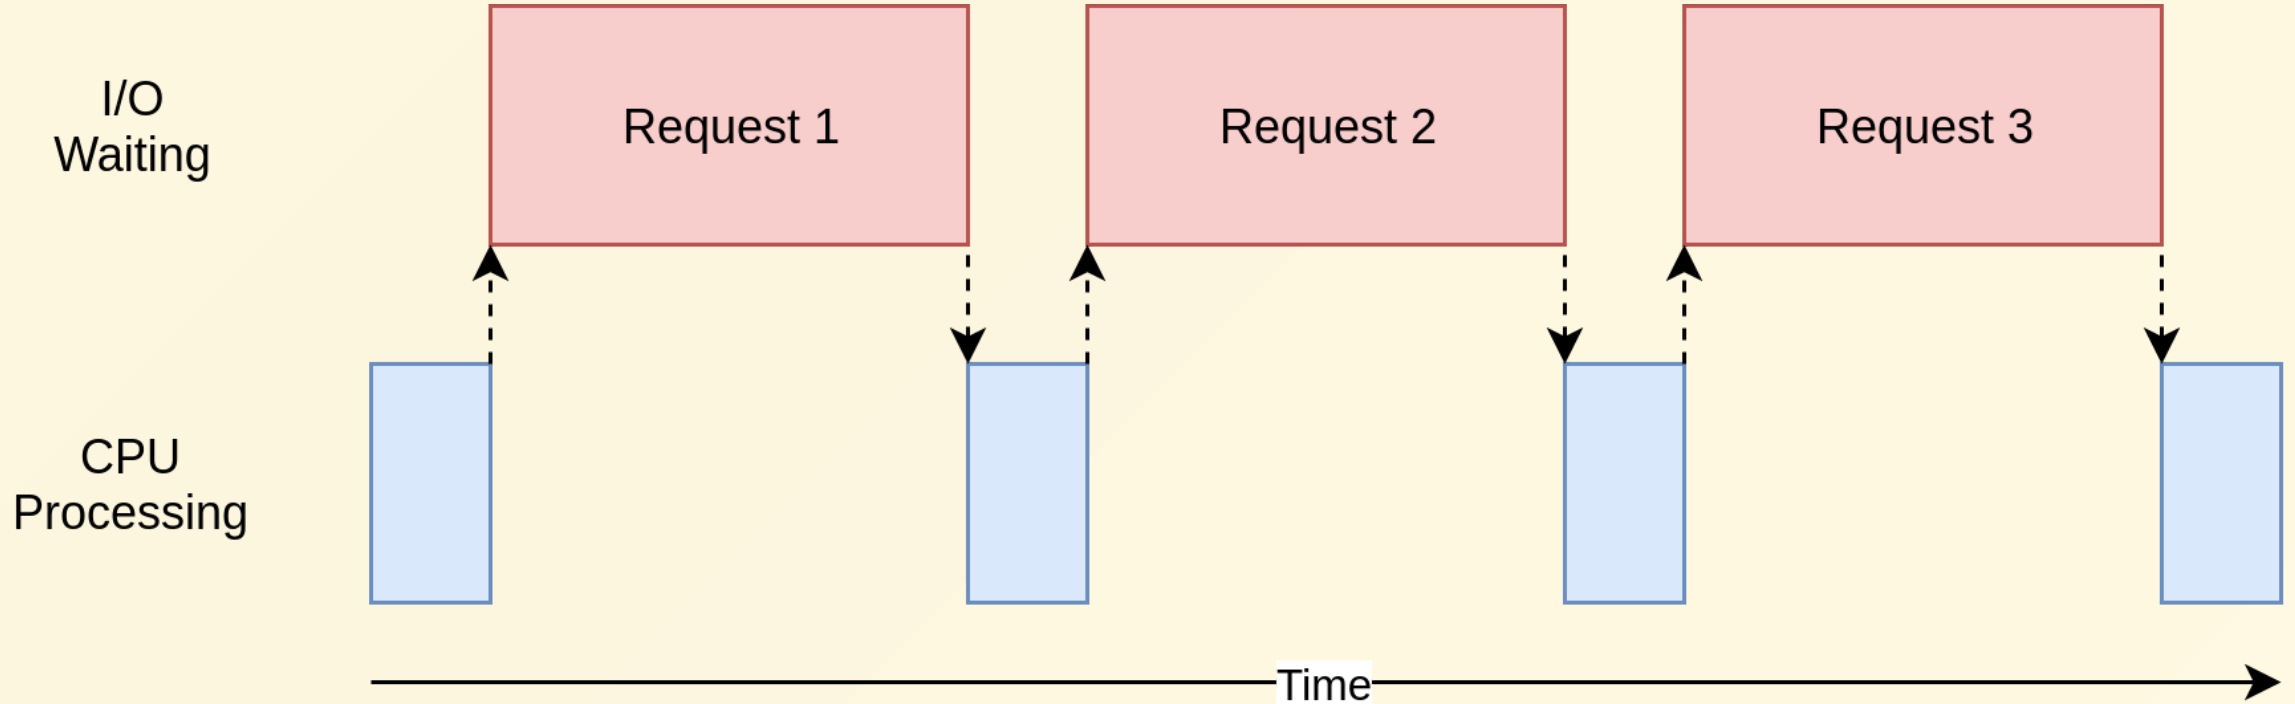 I/O
Waiting
Request 1
Request 2
Request 3
CPU
Processing
Time